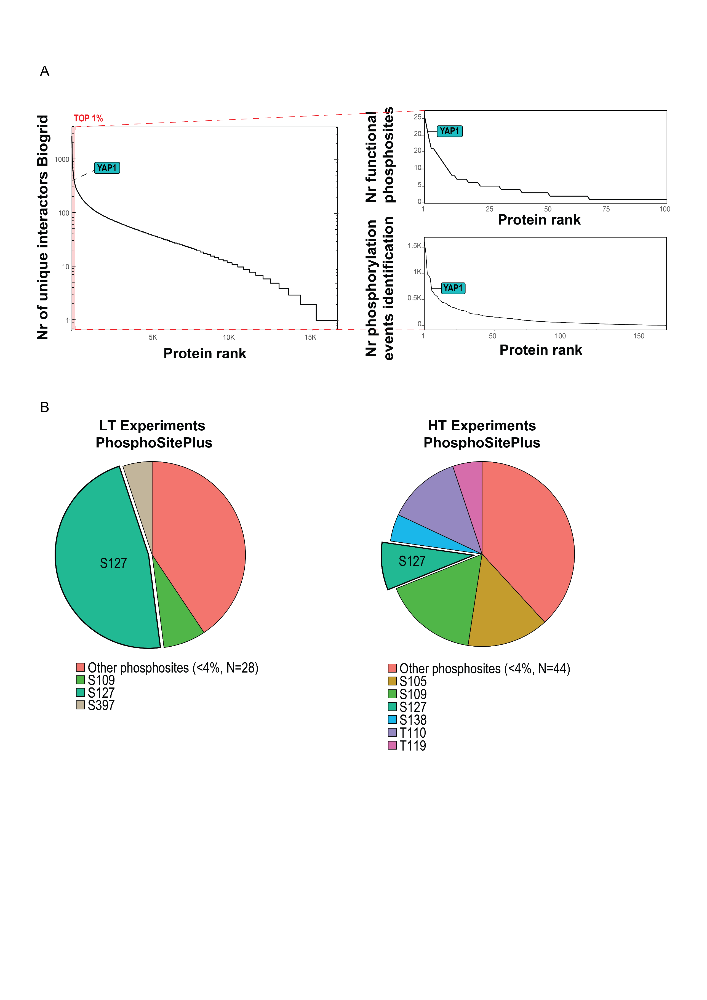 A
TOP 1%
Nr of unique interactors Biogrid
1000
100
10
1
YAP1
5K
10K
15K
Protein rank
Nr functional
phosphosites
25
20
20
10
5
0
YAP1
1
25
50
75
100
Protein rank
Nr phosphorylation
events identification
1.5K
1K
0.5K
0
YAP1
1
50
100
150
Protein rank
B
LT Experiments
PhosphoSitePlus
S127
Other phosphosites (<4%, N=28)
S109
S127
S397
HT Experiments
PhosphoSitePlus
S127
Other phosphosites (<4%, N=44)
S105
S109
S127
S138
T110
T119